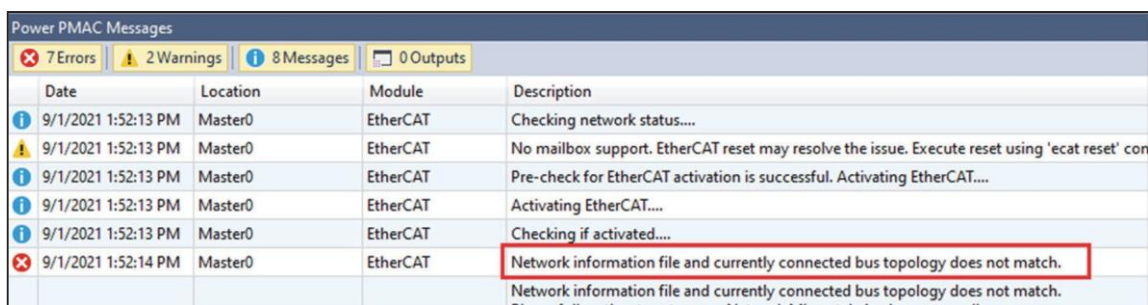 Power PMAC Messages
7 Errors 2 Warnings 8 Messages 0 Outputs
Date Location Module Description
9/1/2021 1:52:13 PM Master0 EtherCAT Checking network status....
9/1/2021 1:52:13 PM Master0 EtherCAT No mailbox support. EtherCAT reset may resolve the issue. Execute reset using 'ecat reset' con
9/1/2021 1:52:13 PM Master0 EtherCAT Pre-check for EtherCAT activation is successful. Activating EtherCAT....
9/1/2021 1:52:13 PM Master0 EtherCAT Activating EtherCAT....
9/1/2021 1:52:13 PM Master0 EtherCAT Checking if activated....
9/1/2021 1:52:14 PM Master0 EtherCAT Network information file and currently connected bus topology does not match.
Network information file and currently connected bus topology does not match.